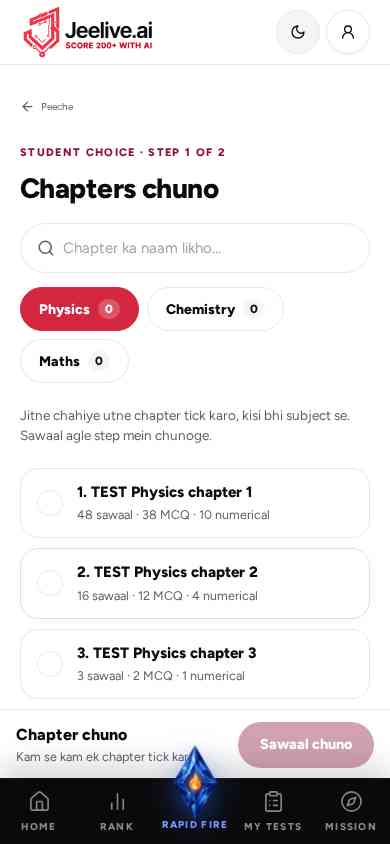 Jeelive.ai
SCORE 200+ WITH AI
Peeche
STUDENT CHOICE · STEP 1 OF 2
Chapters chuno
Chapter ka naam likho...
Physics 0
Chemistry 0
Maths 0
Jitne chahiye utne chapter tick karo, kisi bhi subject se.
Sawaal agle step mein chunoge.
1. TEST Physics chapter 1
48 sawaal · 38 MCQ · 10 numerical
2. TEST Physics chapter 2
16 sawaal · 12 MCQ · 4 numerical
3. TEST Physics chapter 3
3 sawaal · 2 MCQ · 1 numerical
Chapter chuno
Kam se kam ek chapter tick
Sawaal chuno
HOME
RANK
RAPID FIRE
MY TESTS
MISSION